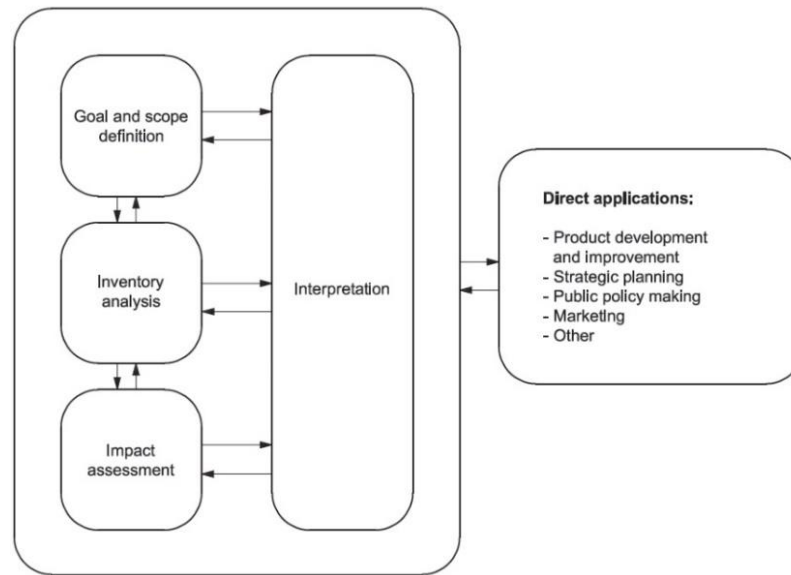 Goal and scope
definition
Inventory
analysis
Impact
assessment
Interpretation
Direct applications:
- Product development
and improvement
- Strategic planning
- Public policy making
- Marketing
- Other